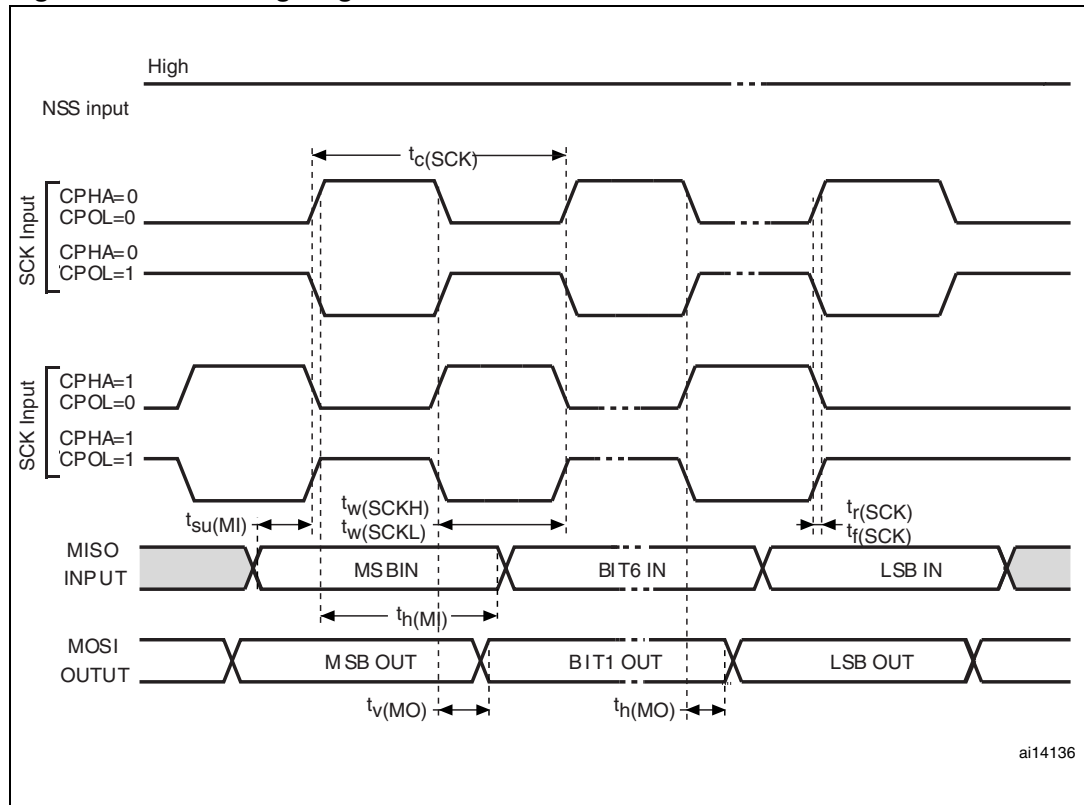 High
NSS input
tc(SCK)
SCK Input
CPHA=0
CPOL=0
CPHA=0
CPOL=1
SCK Input
CPHA=1
CPOL=0
CPHA=1
CPOL=1
tsu(MI)
tw(SCKH)
tw(SCKL)
tr(SCK)
tf(SCK)
MISO
INPUT
MSBIN
BIT6 IN
LSB IN
th(MI)
MOSI
OUTUT
MSB OUT
BIT1 OUT
LSB OUT
tv(MO)
th(MO)
ai14136